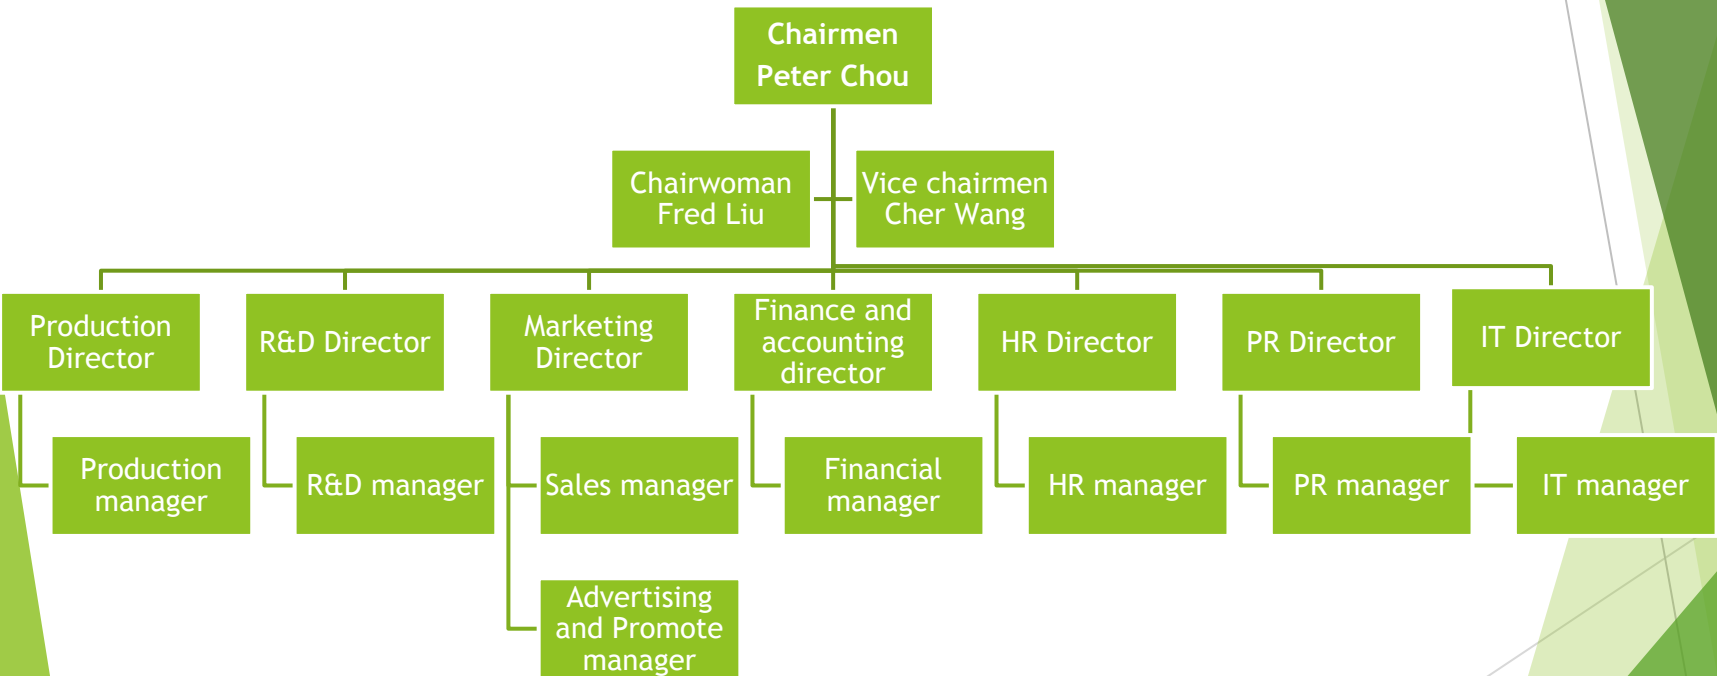 Chairmen
Peter Chou
Chairwoman
Fred Liu
Vice chairmen
Cher Wang
Production
Director
R&D Director
Marketing
Director
Finance and
accounting
director
HR Director
PR Director
IT Director
Production
manager
R&D manager
Sales manager
Financial
manager
HR manager
PR manager
IT manager
Advertising
and Promote
manager